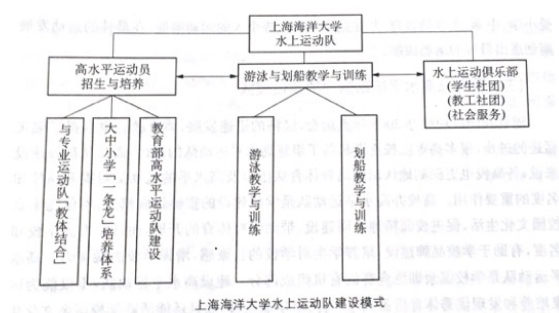 上海海洋大学
水上运动队
高水平运动员
招生与培养
游泳与划船教学与训练
水上运动俱乐部
(学生社团)
(教工社团)
(社会服务)
与专业运动队「教体结合」
大中小学「一条龙」培养体系
教育部高水平运动队建设
游泳教学与训练
划船教学与训练
上海海洋大学水上运动队建设模式